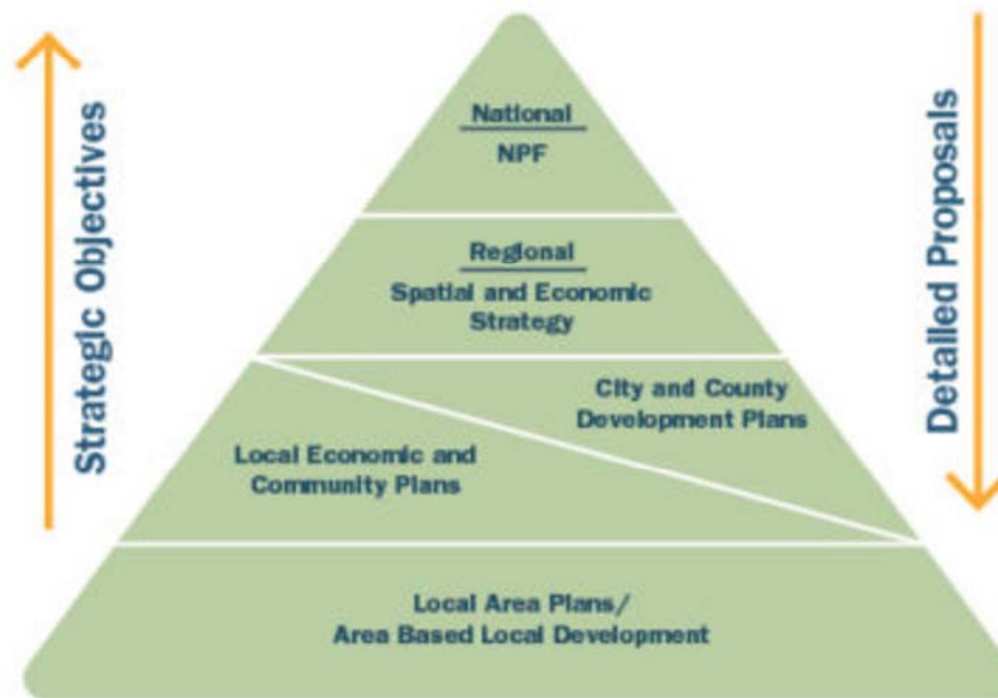 Strategic Objectives
National
NPF
Regional
Spatial and Economic
Strategy
City and County
Development Plans
Local Economic and
Community Plans
Local Area Plans/
Area Based Local Development
Detailed Proposals